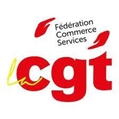 Fédération
Commerce
Services
la cgt